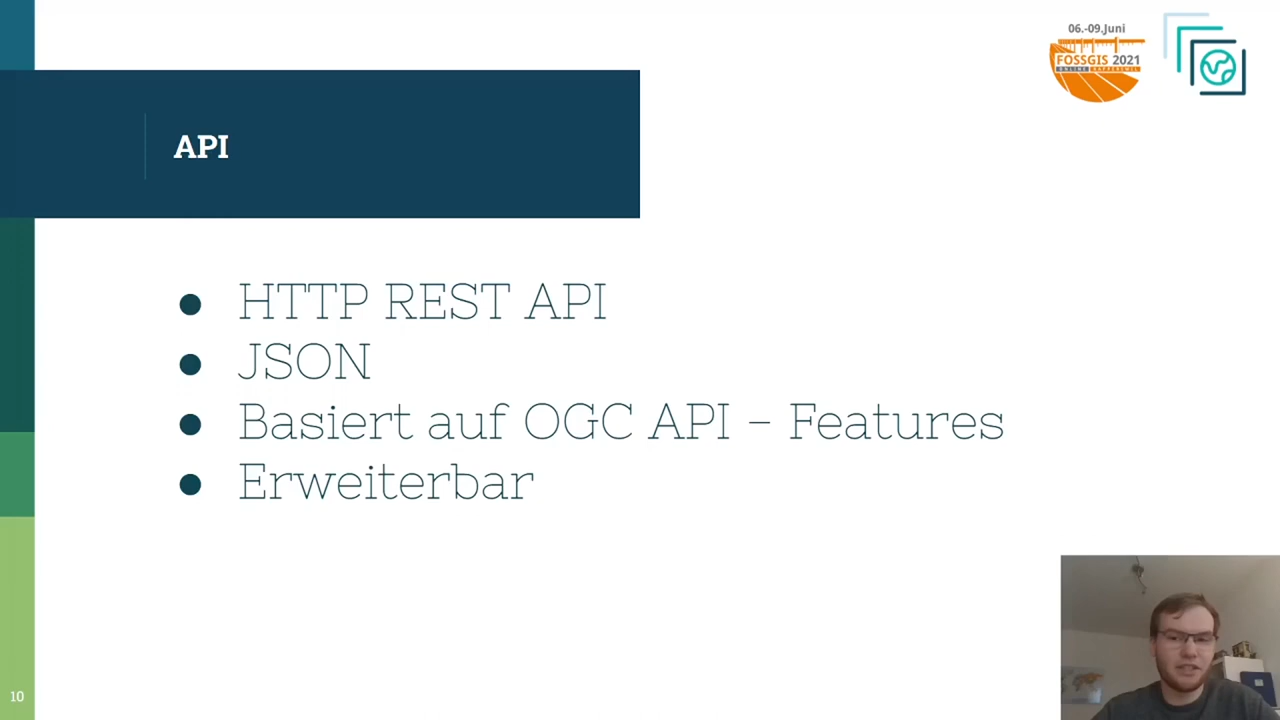 06.-09.Juni
FOSSGIS 2021
API
● HTTP REST API
● JSON
● Basiert auf OGC API - Features
● Erweiterbar
10